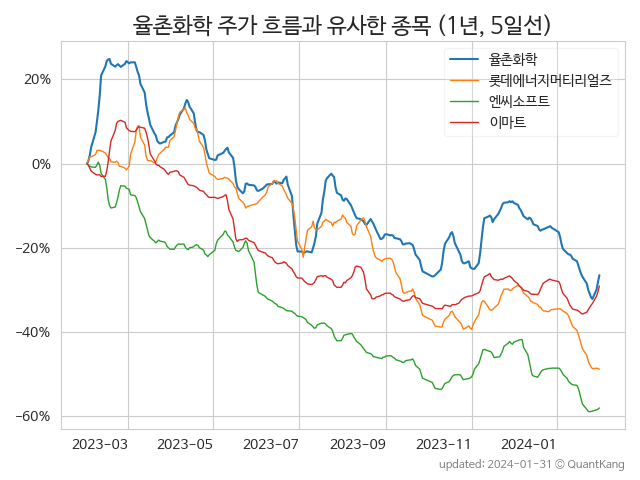 율촌화학 주가 흐름과 유사한 종목 (1년, 5일선)
율촌화학
롯데에너지머티리얼즈
엔씨소프트
이마트
20%
0%
−20%
−40%
−60%
2023-03 2023-05 2023-07 2023-09 2023-11 2024-01
updated: 2024-01-31 © QuantKang